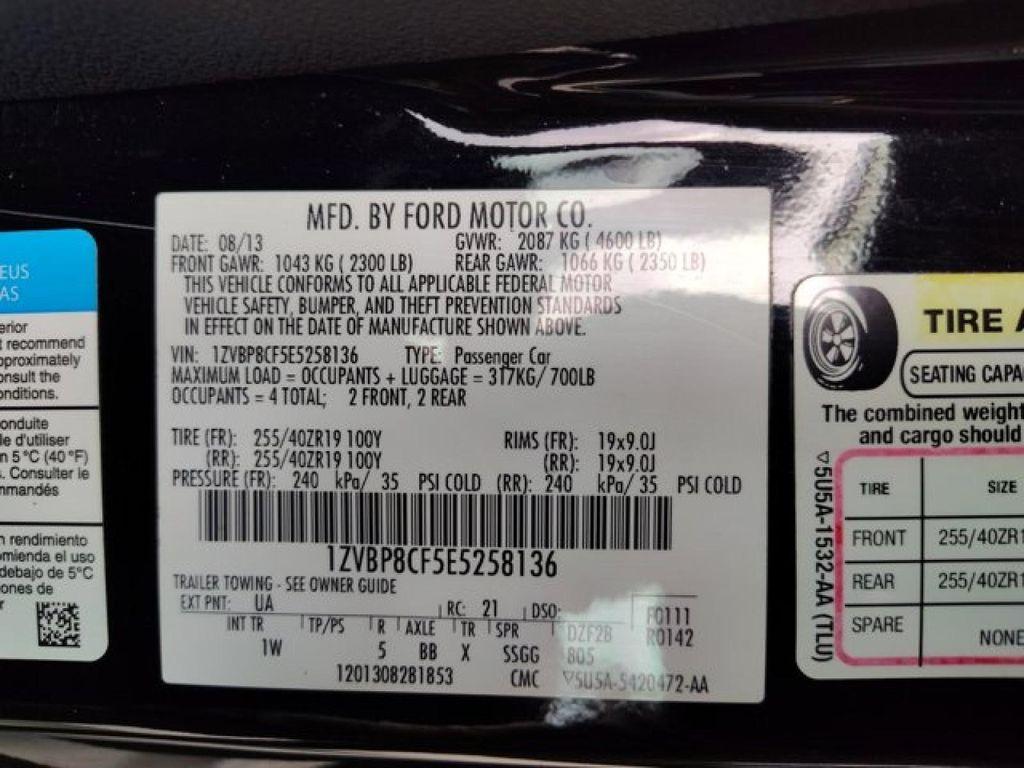 MFD. BY FORD MOTOR CO.
DATE: 08/13 GVWR: 2087 KG ( 4600 LB)
FRONT GAWR: 1043 KG ( 2300 LB) REAR GAWR: 1066 KG ( 2350 LB)
THIS VEHICLE CONFORMS TO ALL APPLICABLE FEDERAL MOTOR
VEHICLE SAFETY, BUMPER, AND THEFT PREVENTION STANDARDS
IN EFFECT ON THE DATE OF MANUFACTURE SHOWN ABOVE.
VIN: 1ZVBP8CF5E5258136 TYPE: Passenger Car
MAXIMUM LOAD = OCCUPANTS + LUGGAGE = 317KG/ 700LB
OCCUPANTS = 4 TOTAL; 2 FRONT, 2 REAR
TIRE (FR): 255/40ZR19 100Y RIMS (FR): 19x9.0J
(RR): 255/40ZR19 100Y (RR): 19x9.0J
PRESSURE (FR): 240 kPa/ 35 PSI COLD (RR): 240 kPa/ 35 PSI COLD
1ZVBP8CF5E5258136
TRAILER TOWING - SEE OWNER GUIDE
EXT PNT: UA RC: 21 DSO: F0111
INT TR TP/PS R AXLE TR SPR DZF2B R0142
1W 5 BB X SSGG 805
1201308281853 CMC ▽5U5A-5420472-AA
EUS
AS
erior
t recommend
pproximately
onsult the
onditions.
onduite
le d'utiliser
n 5°C (40°F)
s. Consulter le
mmandés
n rendimiento
omienda el uso
debajo de 5°C
ones de
r
TIRE A
SEATING CAPA
The combined weight
and cargo should
▽5U5A-1532-AA (TLU)
TIRE SIZE
FRONT 255/40ZR1
REAR 255/40ZR1
SPARE NONE